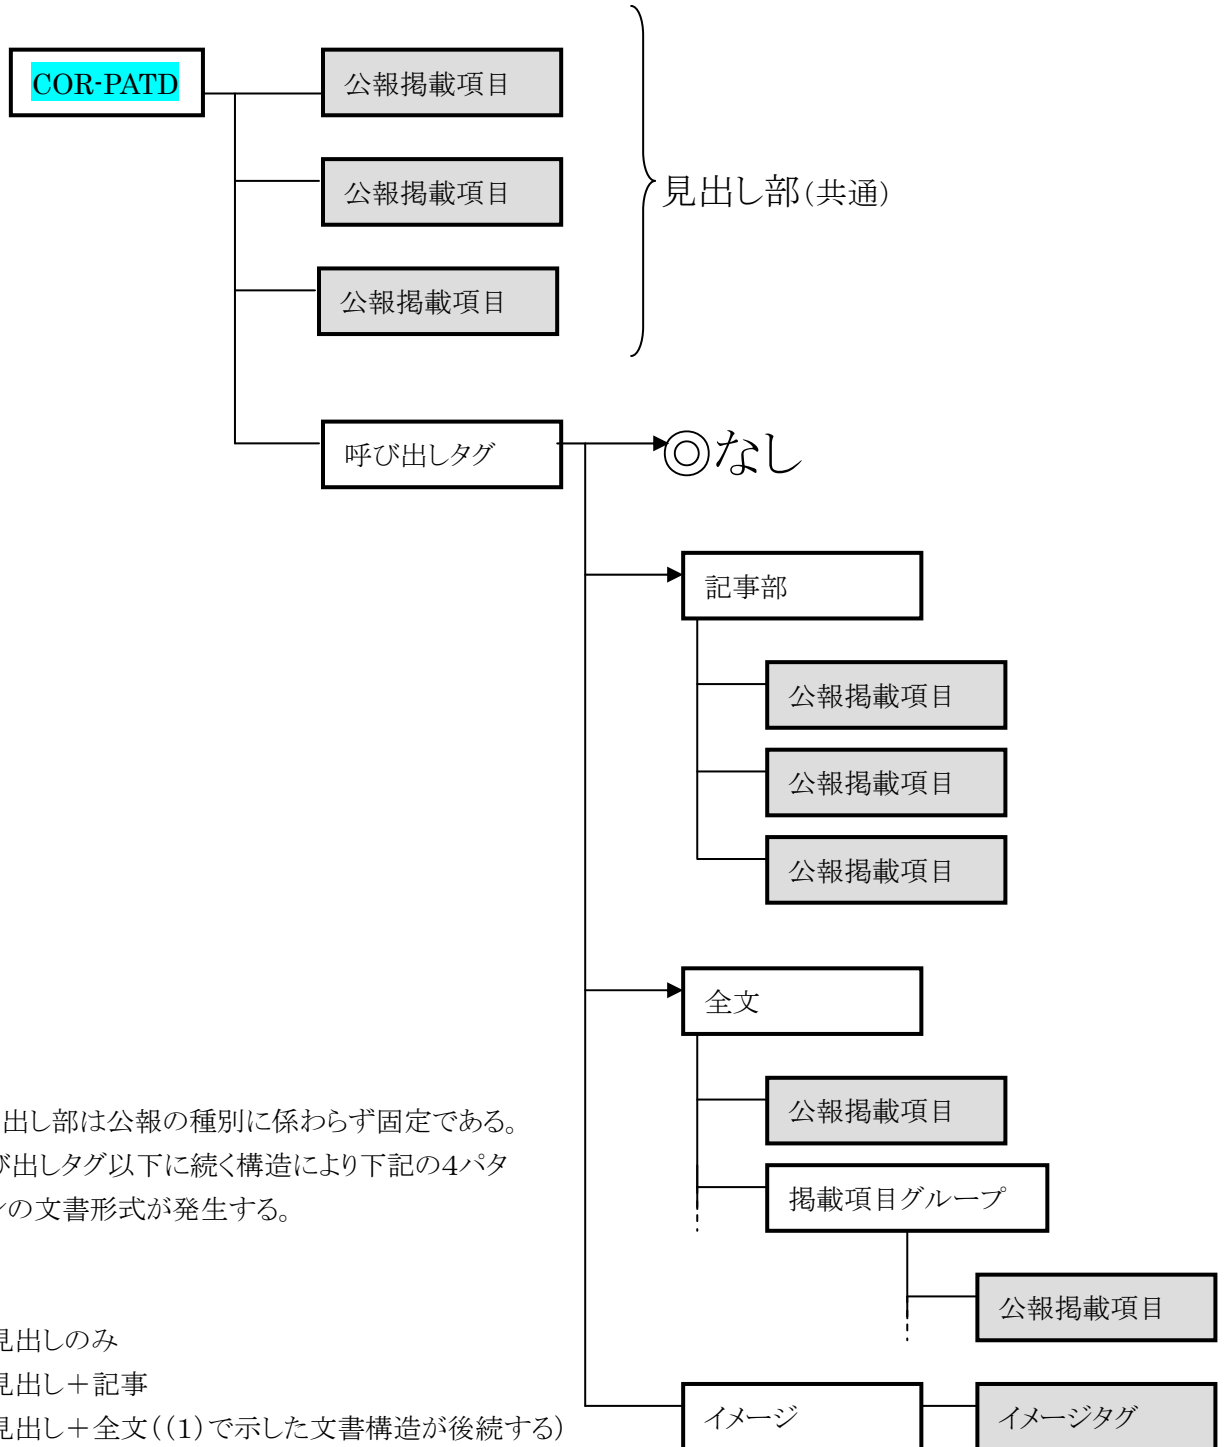 COR-PATD
公報掲載項目
公報掲載項目
公報掲載項目
見出し部(共通)
呼び出しタグ
◎なし
記事部
公報掲載項目
公報掲載項目
公報掲載項目
全文
公報掲載項目
掲載項目グループ
公報掲載項目
イメージ
イメージタグ
出し部は公報の種別に係わらず固定である。
び出しタグ以下に続く構造により下記の4パタ
ンの文書形式が発生する。
見出しのみ
見出し+記事
見出し+全文((1)で示した文書構造が後続する)